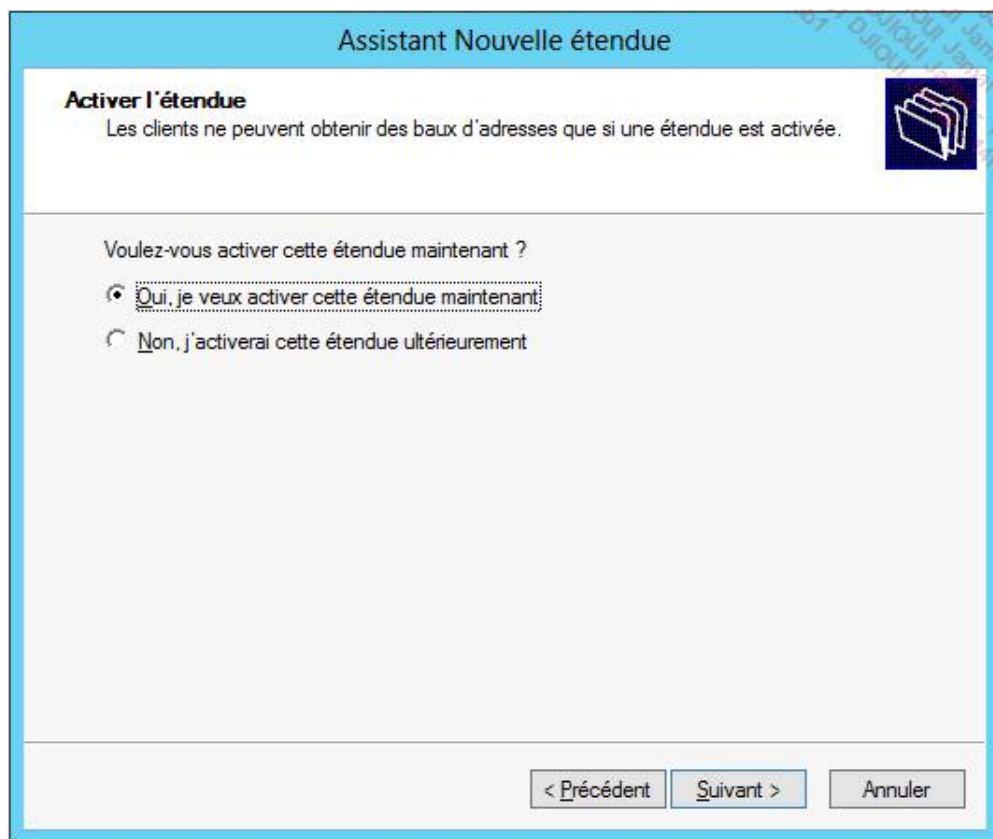 Assistant Nouvelle étendue
Activer l'étendue
Les clients ne peuvent obtenir des baux d'adresses que si une étendue est activée.
Voulez-vous activer cette étendue maintenant ?
Oui, je veux activer cette étendue maintenant
Non, j'activerai cette étendue ultérieurement
< Précédent
Suivant >
Annuler